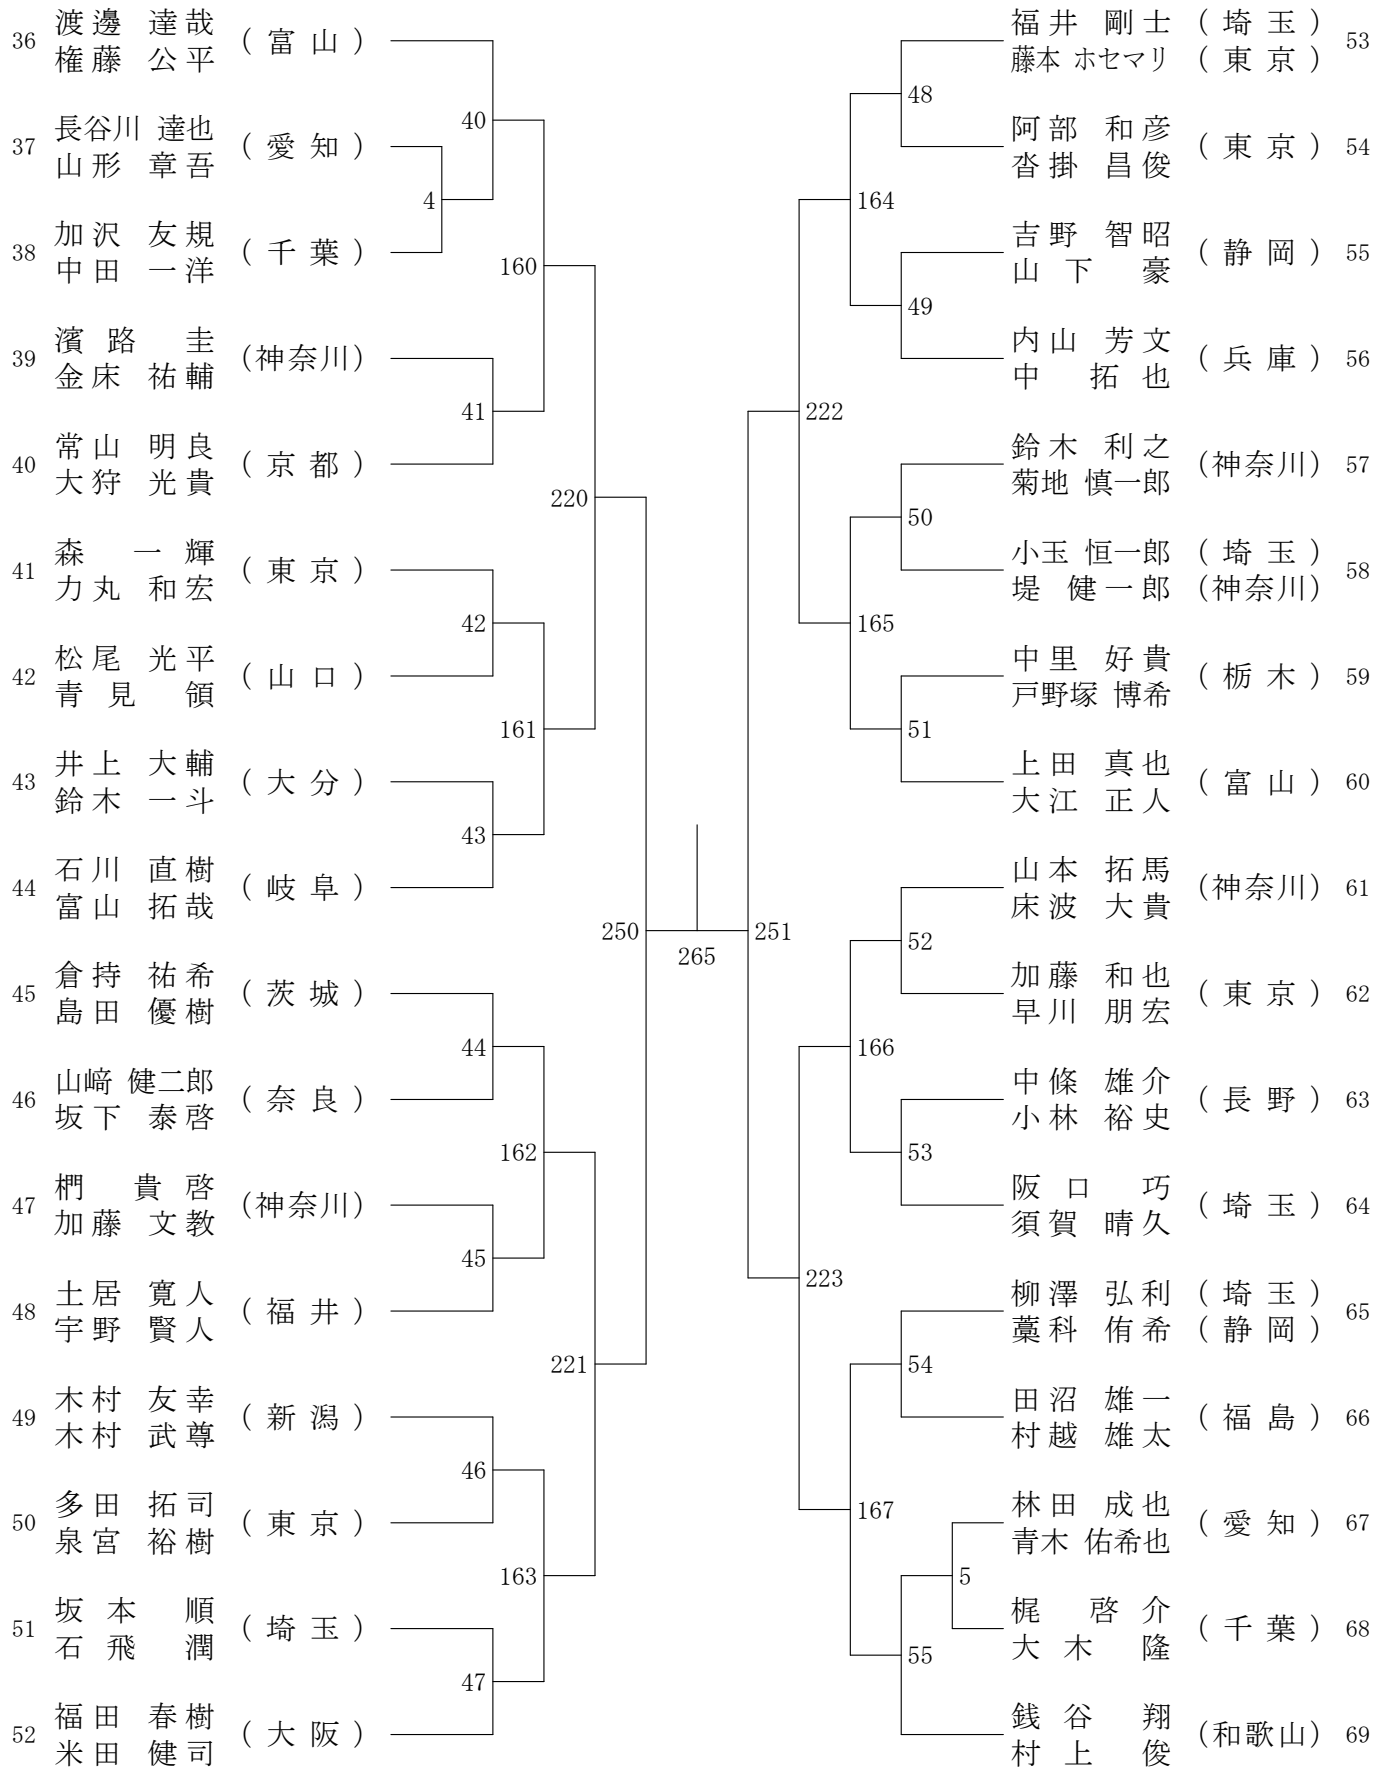 36 渡邊 達哉 (富山)
権藤 公平
37 長谷川 達也 (愛知)
山形 章吾
38 加沢 友規 (千葉)
中田 一洋
39 濱路 圭 (神奈川)
金床 祐輔
40 常山 明良 (京都)
大狩 光貴
41 森 一輝 (東京)
力丸 和宏
42 松尾 光平 (山口)
青見 領
43 井上 大輔 (大分)
鈴木 一斗
44 石川 直樹 (岐阜)
富山 拓哉
45 倉持 祐希 (茨城)
島田 優樹
46 山﨑 健二郎 (奈良)
坂下 泰啓
47 椚 貴啓 (神奈川)
加藤 文教
48 土居 寛人 (福井)
宇野 賢人
49 木村 友幸 (新潟)
木村 武尊
50 多田 拓司 (東京)
泉宮 裕樹
51 坂本 順 (埼玉)
石飛 潤
52 福田 春樹 (大阪)
米田 健司
40
4
160
41
220
42
161
43
250
44
162
45
221
46
163
47
265
251
48
164
49
222
50
165
51
52
166
53
223
54
167
5
55
福井 剛士 (埼玉) 53
藤本 ホセマリ (東京)
阿部 和彦 (東京) 54
沓掛 昌俊
吉野 智昭 (静岡) 55
山下 豪
内山 芳文 (兵庫) 56
中 拓也
鈴木 利之 (神奈川) 57
菊地 慎一郎
小玉 恒一郎 (埼玉) 58
堤 健一郎 (神奈川)
中里 好貴 (栃木) 59
戸野塚 博希
上田 真也 (富山) 60
大江 正人
山本 拓馬 (神奈川) 61
床波 大貴
加藤 和也 (東京) 62
早川 朋宏
中條 雄介 (長野) 63
小林 裕史
阪口 巧 (埼玉) 64
須賀 晴久
柳澤 弘利 (埼玉) 65
藁科 侑希 (静岡)
田沼 雄一 (福島) 66
村越 雄太
林田 成也 (愛知) 67
青木 佑希也
梶 啓介 (千葉) 68
大木 隆
銭谷 翔 (和歌山) 69
村上 俊